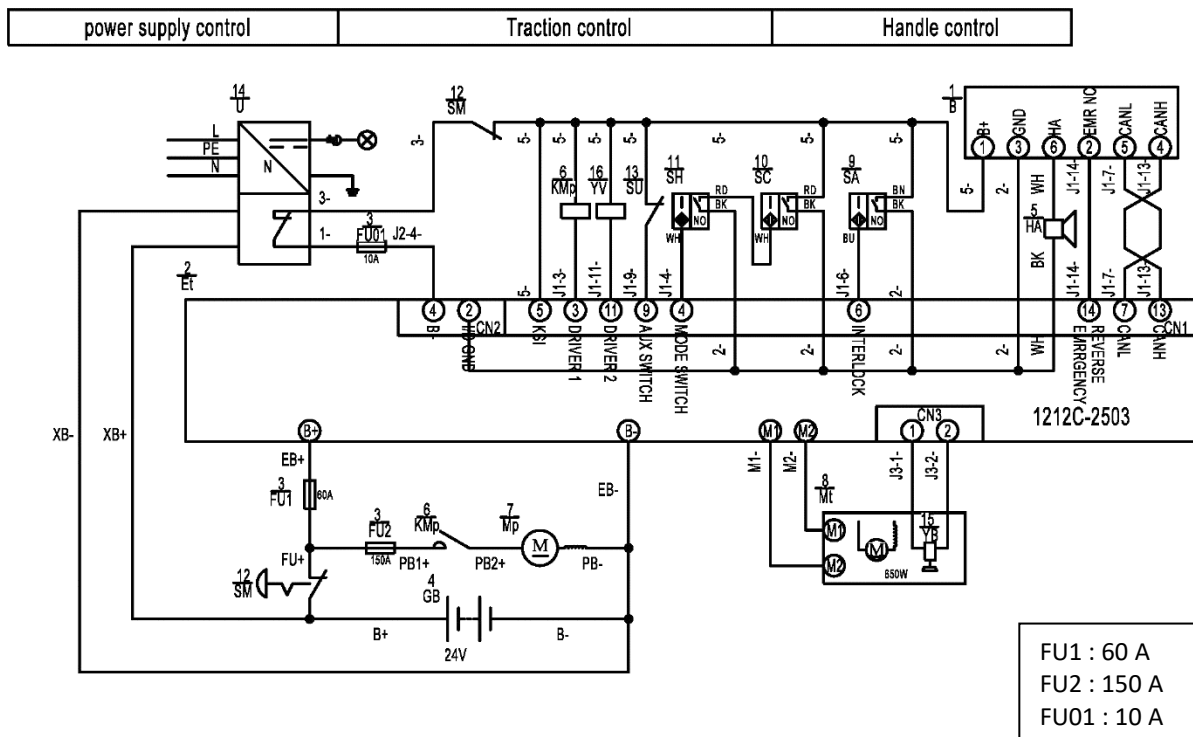 power supply control
Traction control
Handle control
14
U
L
PE
N
N
3-
1-
3
FU01
10A
J2-4-
2
Et
3-
12
SM
5-
5-
5-
5-
5-
5-
5-
6
KMp
16
YV
13
SU
11
SH
RD
BK
NO
WH
10
SC
NO
WH
RD
BK
9
SA
BN
BK
NO
BU
1
B
B+
GND
HA
EMR NC
CANL
CANH
1
3
6
2
5
4
5-
2-
WH
J1-14-
J1-7-
J1-13-
5
HA
BK
J1-14-
J1-7-
J1-13-
5-
J1-3-
J1-11-
J1-9-
J1-4-
J1-6-
2-
4
2
CN2
5
3
11
9
4
6
14
7
13
CN1
B-
I/O GND
KSI
DRIVER 1
DRIVER 2
AUX SWITCH
MODE SWITCH
INTERLOCK
REVERSE
EMRRGENCY
CANL
CANH
2-
2-
2-
2-
WH
1212C-2503
XB-
XB+
B+
B-
M1
M2
CN3
1
2
EB+
3
FU1
60A
EB-
M1-
M2-
J3-1-
J3-2-
8
Mt
3
FU2
150A
6
KMp
7
Mp
M
FU+
PB1+
PB2+
PB-
M1
M2
M
650W
15
YB
12
SM
4
GB
B+
B-
24V
FU1 : 60 A
FU2 : 150 A
FU01 : 10 A